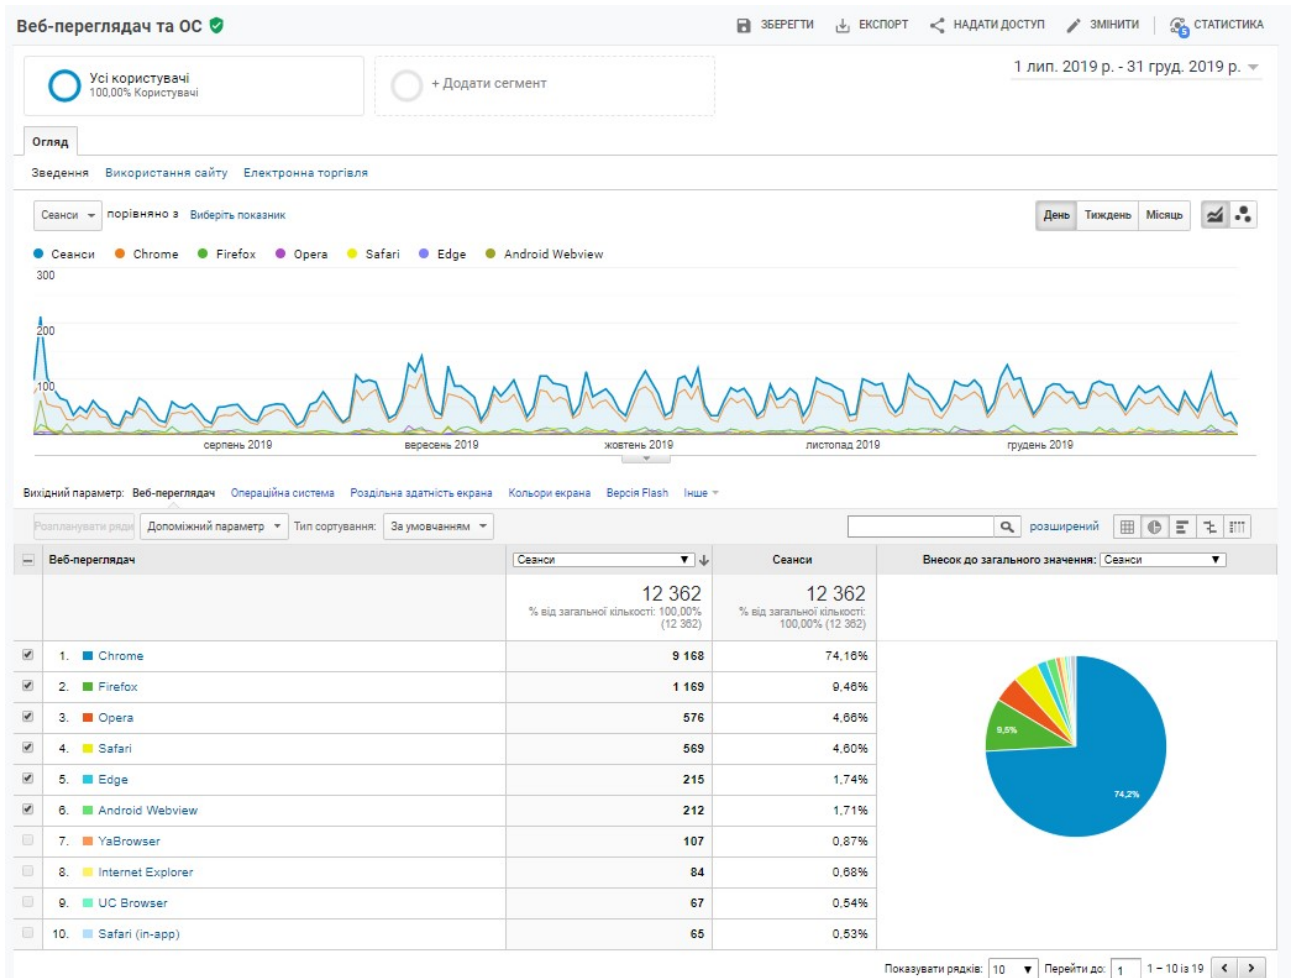 Веб-переглядач та ОС
ЗБЕРЕГТИ ЕКСПОРТ НАДАТИ ДОСТУП ЗМІНИТИ 5 СТАТИСТИКА
Усі користувачі
100,00% Користувачі
+ Додати сегмент
1 лип. 2019 р. - 31 груд. 2019 р.
Огляд
Зведення Використання сайту Електронна торгівля
Сеанси порівняно з Виберіть показник
День Тиждень Місяць
Сеанси Chrome Firefox Opera Safari Edge Android Webview
300
200
100
серпень 2019 вересень 2019 жовтень 2019 листопад 2019 грудень 2019
Вихідний параметр: Веб-переглядач Операційна система Роздільна здатність екрана Кольори екрана Версія Flash Інше
Розпланувати ряди Допоміжний параметр Тип сортування: За умовчанням
розширений
Веб-переглядач Сеанси Сеанси Внесок до загального значення: Сеанси
12 362 12 362
% від загальної кількості: 100,00% % від загальної кількості:
(12 362) 100,00% (12 362)
1. Chrome 9 168 74,16%
2. Firefox 1 169 9,46%
3. Opera 576 4,66%
4. Safari 569 4,60%
5. Edge 215 1,74%
6. Android Webview 212 1,71%
7. YaBrowser 107 0,87%
8. Internet Explorer 84 0,68%
9. UC Browser 67 0,54%
10. Safari (in-app) 65 0,53%
9,5%
74,2%
Показувати рядків: 10 Перейти до: 1 1 – 10 із 19